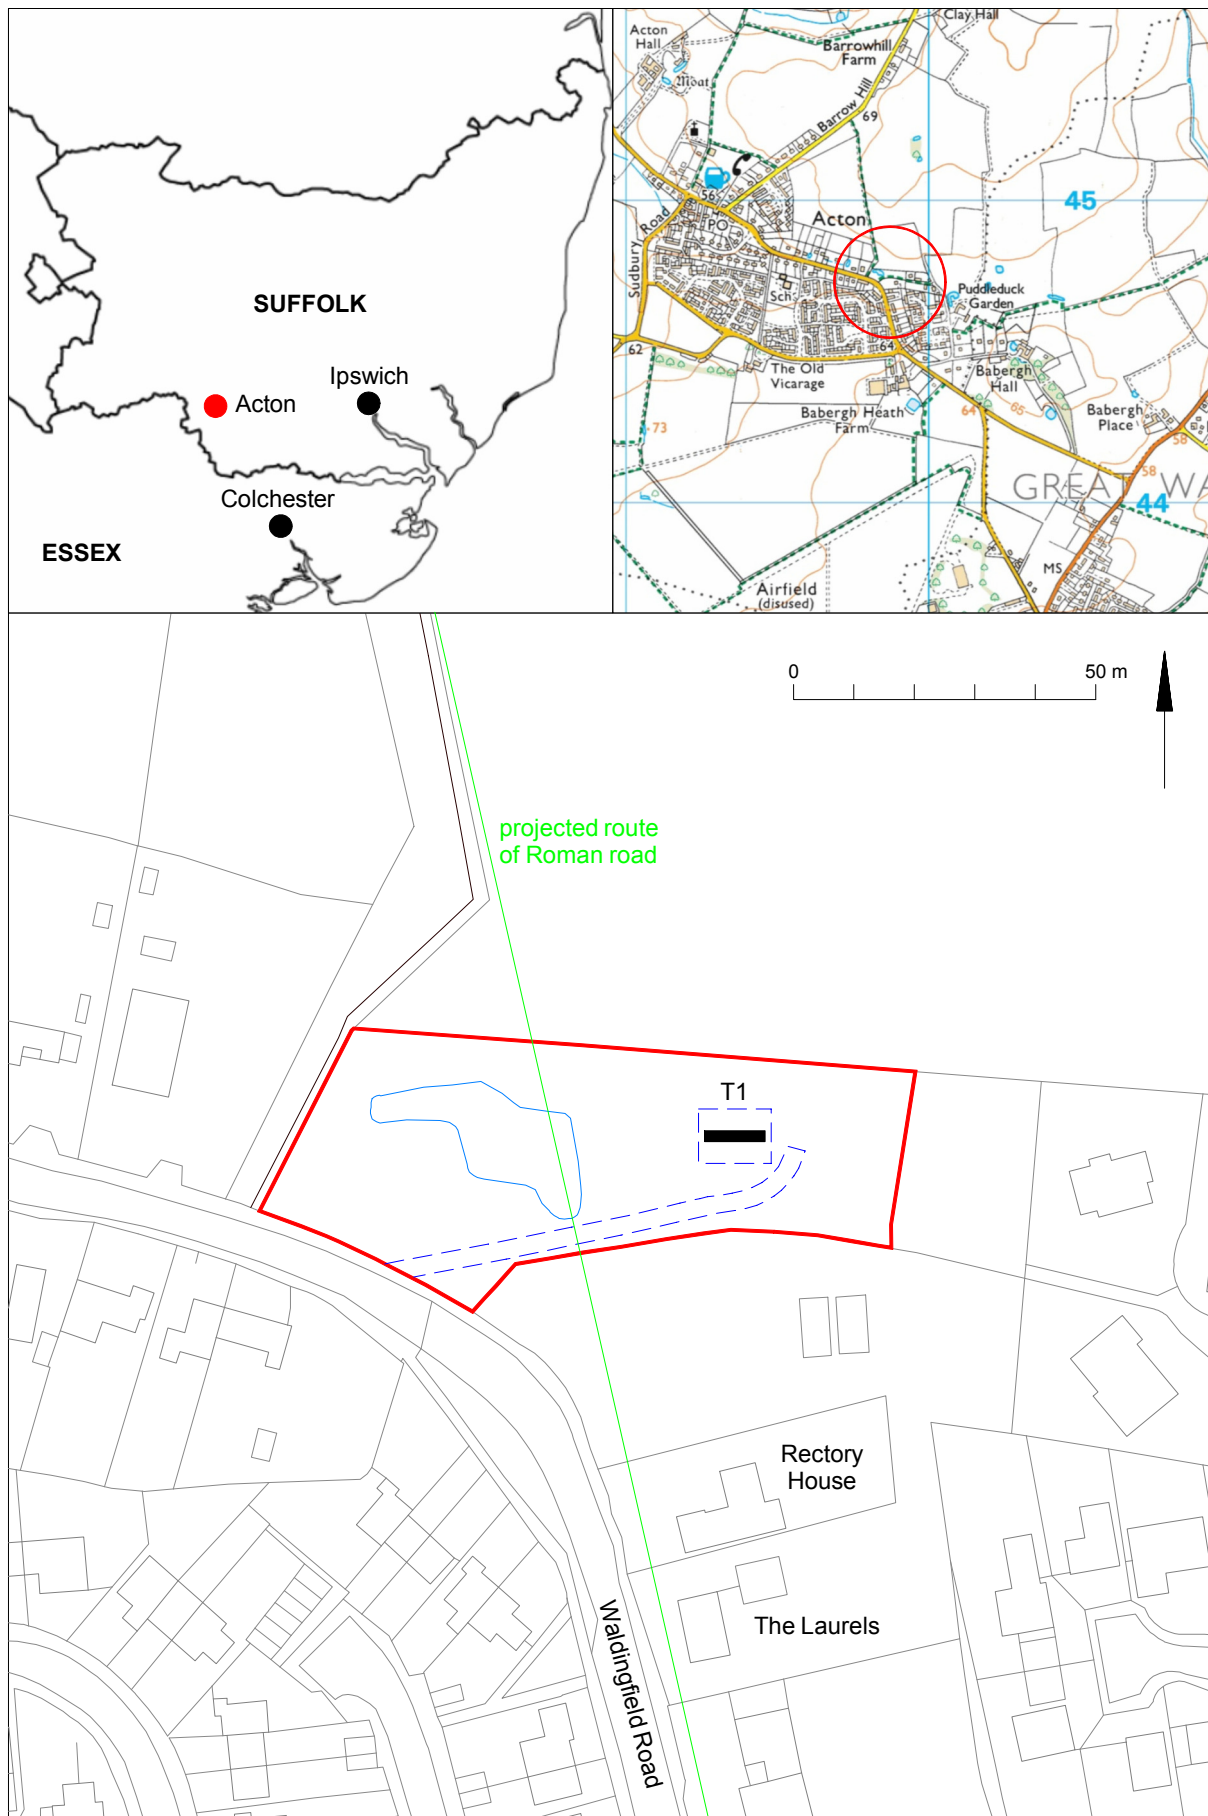 SUFFOLK
Ipswich
Acton
Colchester
ESSEX
Clay Hall
Acton
Hall
Moat
Barrowhill
Farm
Barrow Hill
69
56
PO
Sudbury Road
Acton
45
Sch
Puddleduck
Garden
62
64
The Old
Vicarage
Babergh
Hall
Babergh Heath
Farm
64
65
Babergh
Place
73
58
58
GREAT WA
44
MS
Airfield
(disused)
0
50 m
projected route
of Roman road
T1
Rectory
House
The Laurels
Waldingfield Road